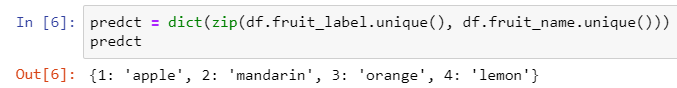 In [6]: predct = dict(zip(df.fruit_label.unique(), df.fruit_name.unique()))
predct
Out[6]: {1: 'apple', 2: 'mandarin', 3: 'orange', 4: 'lemon'}